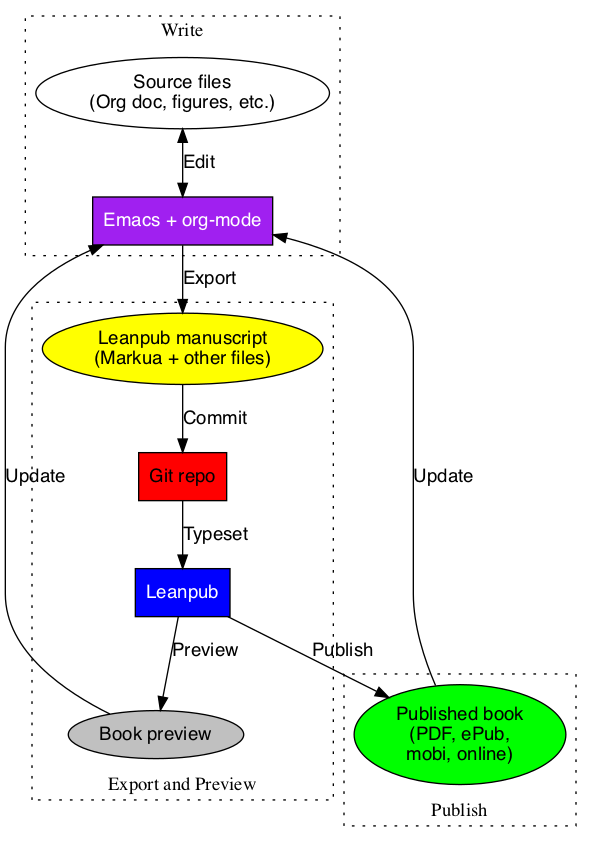 Write
Source files
(Org doc, figures, etc.)
Edit
Emacs + org-mode
Export
Leanpub manuscript
(Markua + other files)
Commit
Git repo
Update
Update
Typeset
Leanpub
Preview
Publish
Book preview
Published book
(PDF, ePub,
mobi, online)
Export and Preview
Publish